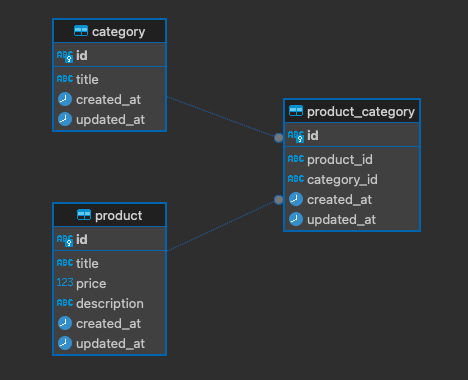 category
ABC id
ABC title
created_at
updated_at
product_category
ABC id
ABC product_id
ABC category_id
created_at
updated_at
product
ABC id
ABC title
123 price
ABC description
created_at
updated_at